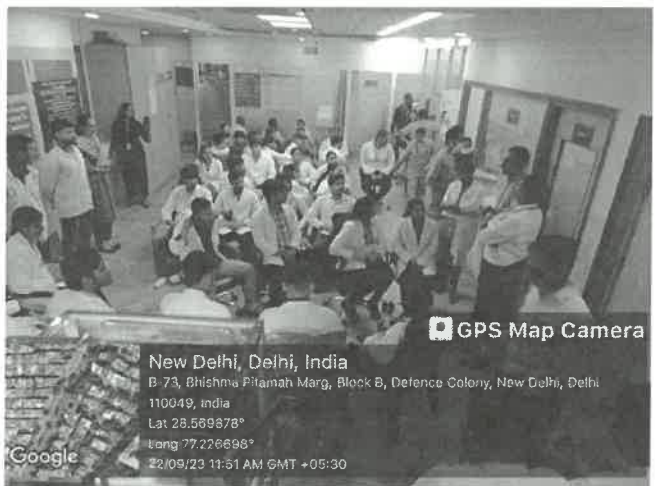 GPS Map Camera
New Delhi, Delhi, India
B-73, Bhishma Pitamah Marg, Block B, Defence Colony, New Delhi, Delhi
110049, India
Lat 28.569878°
Long 77.226698°
22/09/23 11:51 AM GMT +05:30
Google